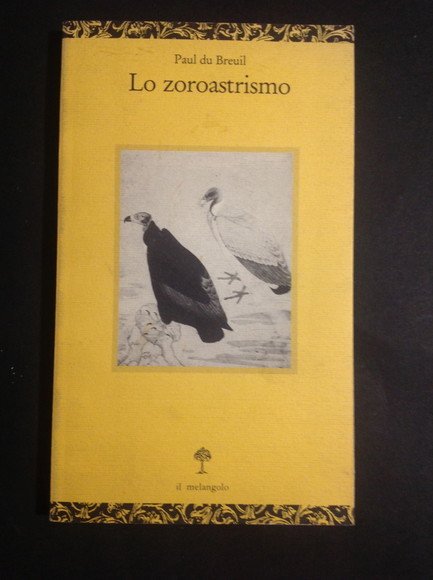 Paul du Breuil
Lo zoroastrismo
il melangolo